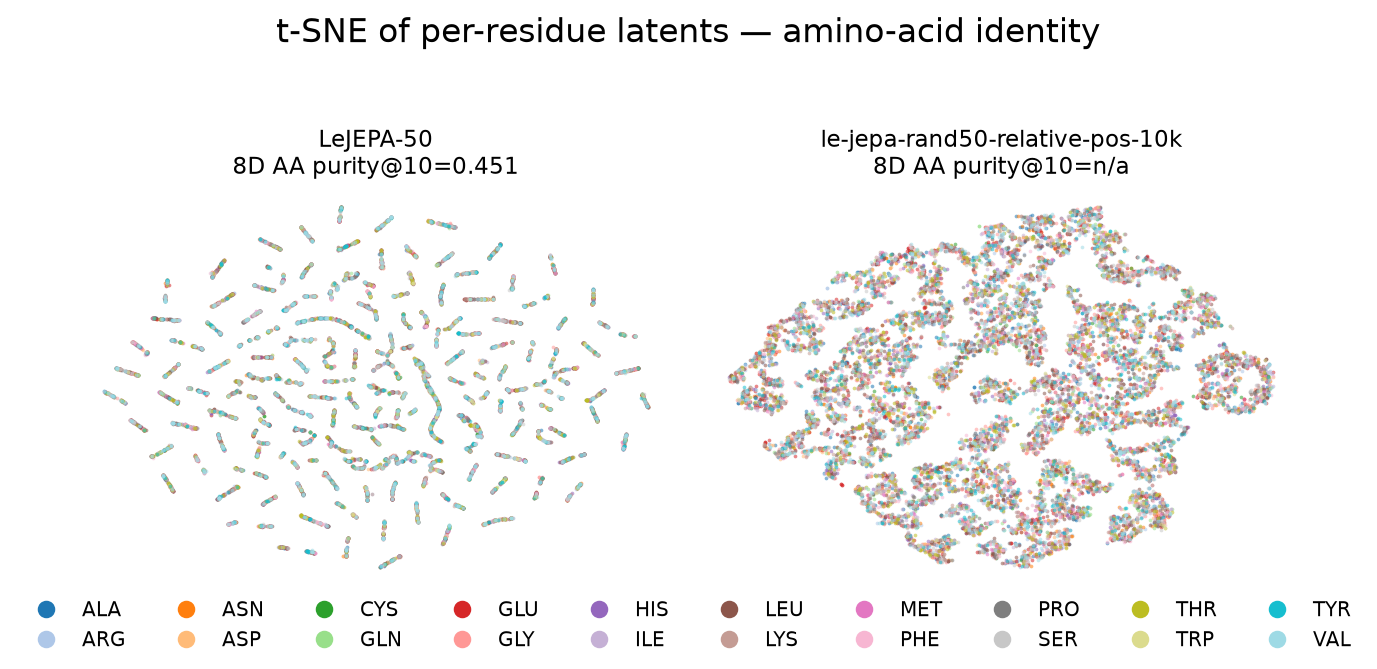 t-SNE of per-residue latents — amino-acid identity
LeJEPA-50
8D AA purity@10=0.451
le-jepa-rand50-relative-pos-10k
8D AA purity@10=n/a
ALA ASN CYS GLU HIS LEU MET PRO THR TYR
ARG ASP GLN GLY ILE LYS PHE SER TRP VAL